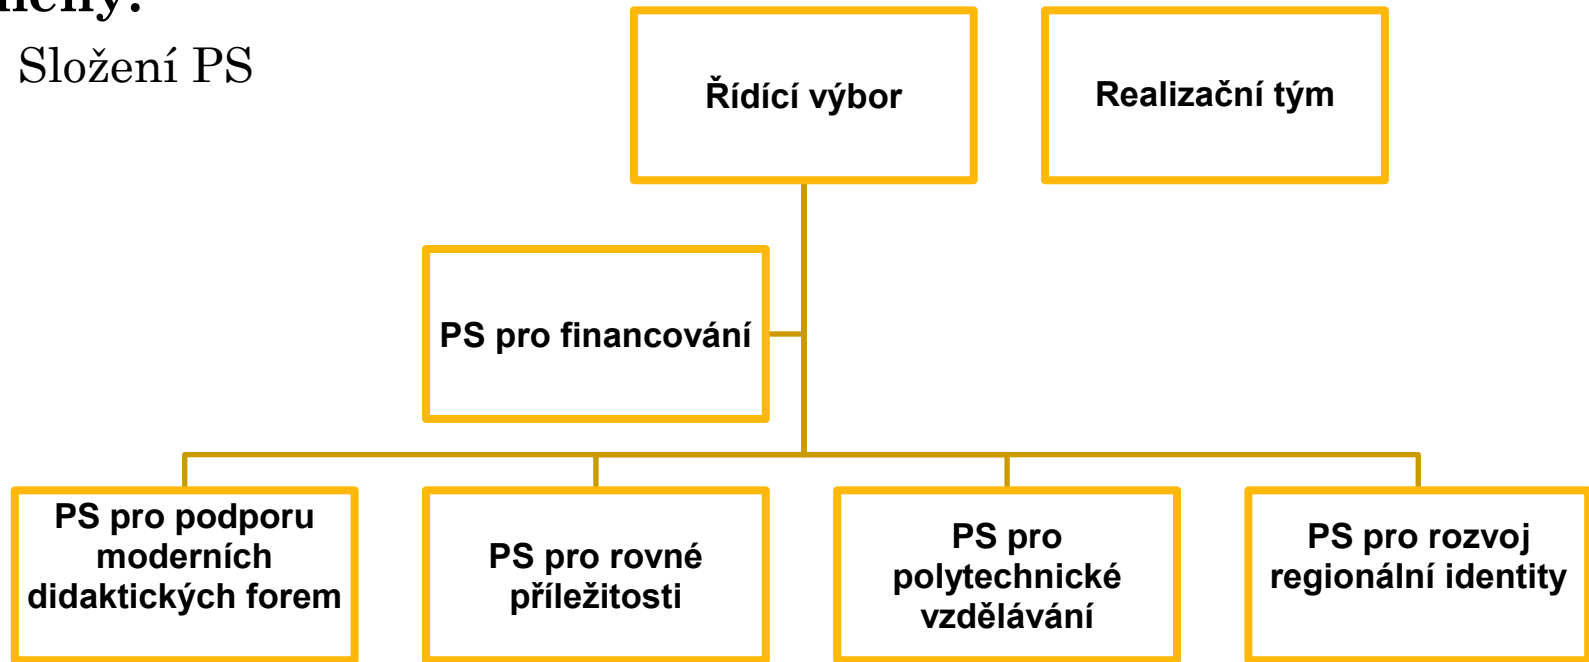 Složení PS
Řídící výbor
Realizační tým
PS pro financování
PS pro podporu
moderních
didaktických forem
PS pro rovné
příležitosti
PS pro
polytechnické
vzdělávání
PS pro rozvoj
regionální identity